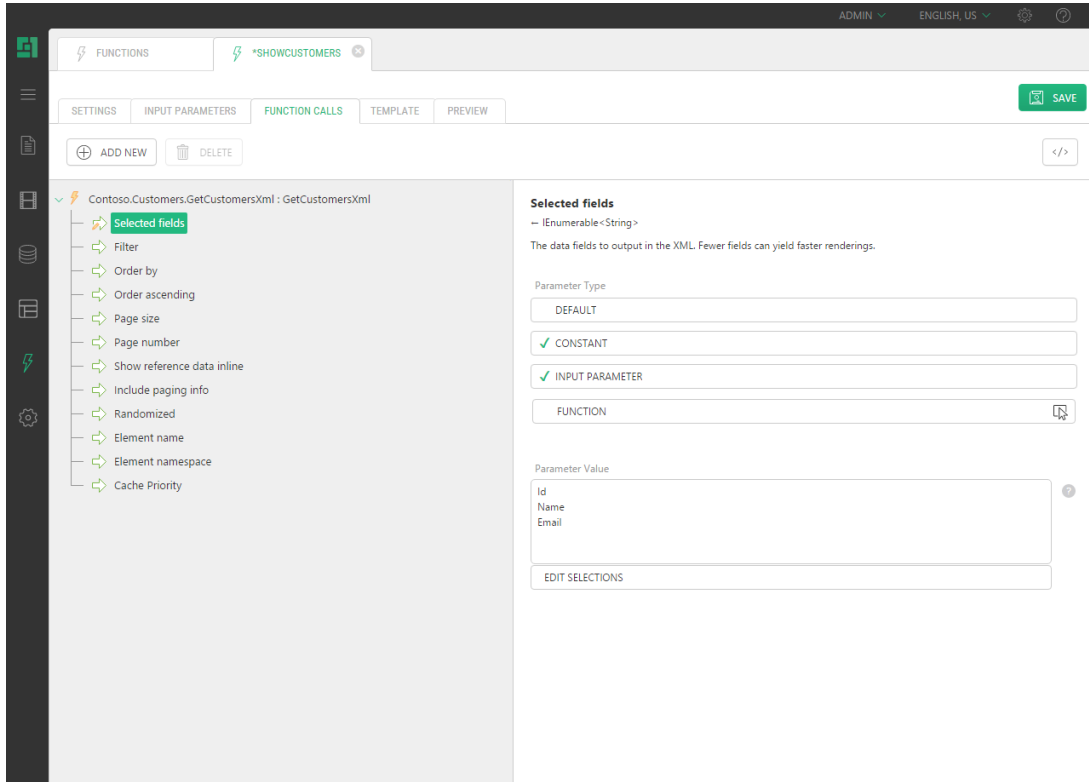 ADMIN
ENGLISH, US
FUNCTIONS
*SHOWCUSTOMERS
SAVE
SETTINGS
INPUT PARAMETERS
FUNCTION CALLS
TEMPLATE
PREVIEW
ADD NEW
DELETE
</>
Contoso.Customers.GetCustomersXml : GetCustomersXml
Selected fields
Filter
Order by
Order ascending
Page size
Page number
Show reference data inline
Include paging info
Randomized
Element name
Element namespace
Cache Priority
Selected fields
← IEnumerable<String>
The data fields to output in the XML. Fewer fields can yield faster renderings.
Parameter Type
DEFAULT
CONSTANT
INPUT PARAMETER
FUNCTION
Parameter Value
Id
Name
Email
EDIT SELECTIONS